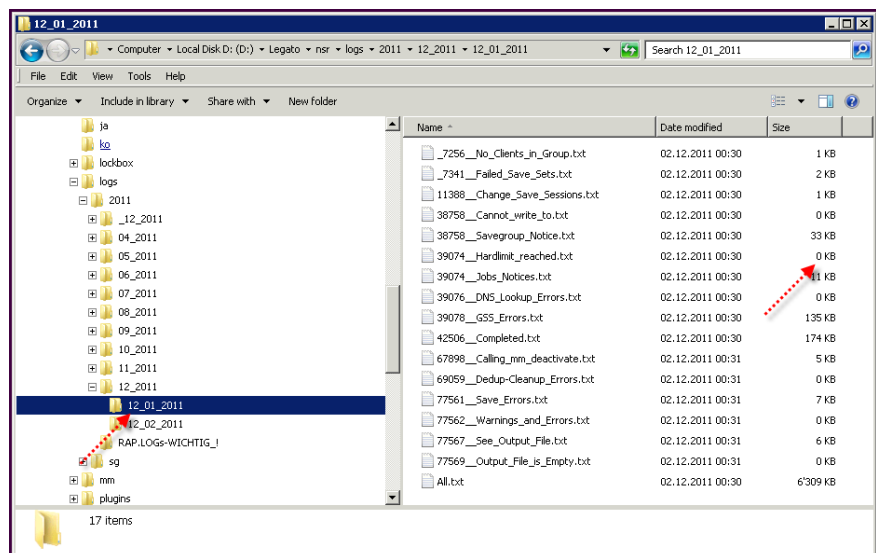 12_01_2011
Computer Local Disk D: (D:) Legato nsr logs 2011 12_2011 12_01_2011 Search 12_01_2011
File Edit View Tools Help
Organize Include in library Share with New folder
ja
ko
lockbox
logs
2011
_12_2011
04_2011
05_2011
06_2011
07_2011
08_2011
09_2011
10_2011
11_2011
12_2011
12_01_2011
12_02_2011
RAP.LOGs-WICHTIG_!
sg
mm
plugins
Name Date modified Size
_7256__No_Clients_in_Group.txt 02.12.2011 00:30 1 KB
_7341__Failed_Save_Sets.txt 02.12.2011 00:30 2 KB
11388__Change_Save_Sessions.txt 02.12.2011 00:30 1 KB
38758__Cannot_write_to.txt 02.12.2011 00:30 0 KB
38758__Savegroup_Notice.txt 02.12.2011 00:30 33 KB
39074__Hardlimit_reached.txt 02.12.2011 00:30 0 KB
39074__Jobs_Notices.txt 02.12.2011 00:30 11 KB
39076__DNS_Lookup_Errors.txt 02.12.2011 00:30 0 KB
39078__GSS_Errors.txt 02.12.2011 00:30 135 KB
42506__Completed.txt 02.12.2011 00:30 174 KB
67898__Calling_mm_deactivate.txt 02.12.2011 00:31 5 KB
69059__Dedup-Cleanup_Errors.txt 02.12.2011 00:31 0 KB
77561__Save_Errors.txt 02.12.2011 00:31 7 KB
77562__Warnings_and_Errors.txt 02.12.2011 00:31 0 KB
77567__See_Output_File.txt 02.12.2011 00:31 6 KB
77569__Output_File_is_Empty.txt 02.12.2011 00:31 0 KB
All.txt 02.12.2011 00:30 6'309 KB
17 items